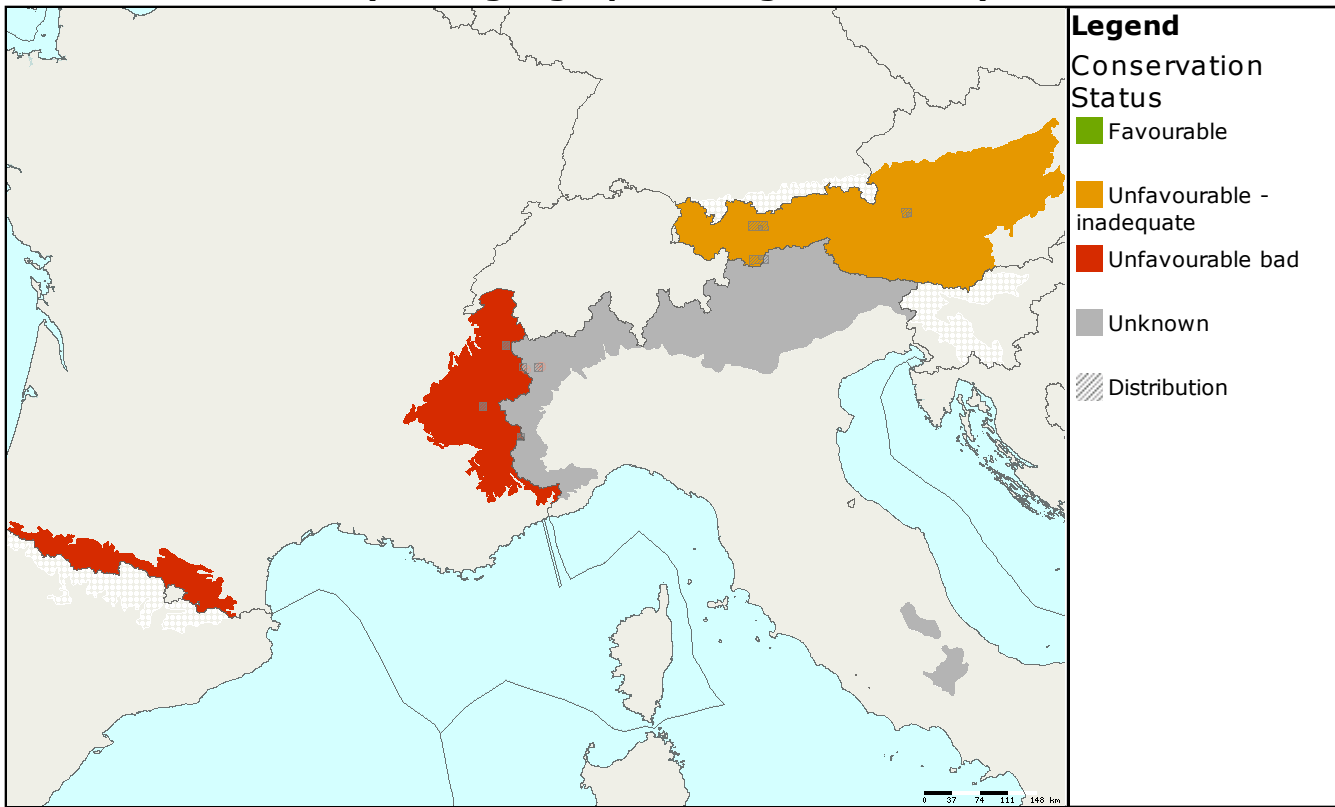 Legend
Conservation
Status
Favourable
Unfavourable -
inadequate
Unfavourable bad
Unknown
Distribution
0 37 74 111 148 km